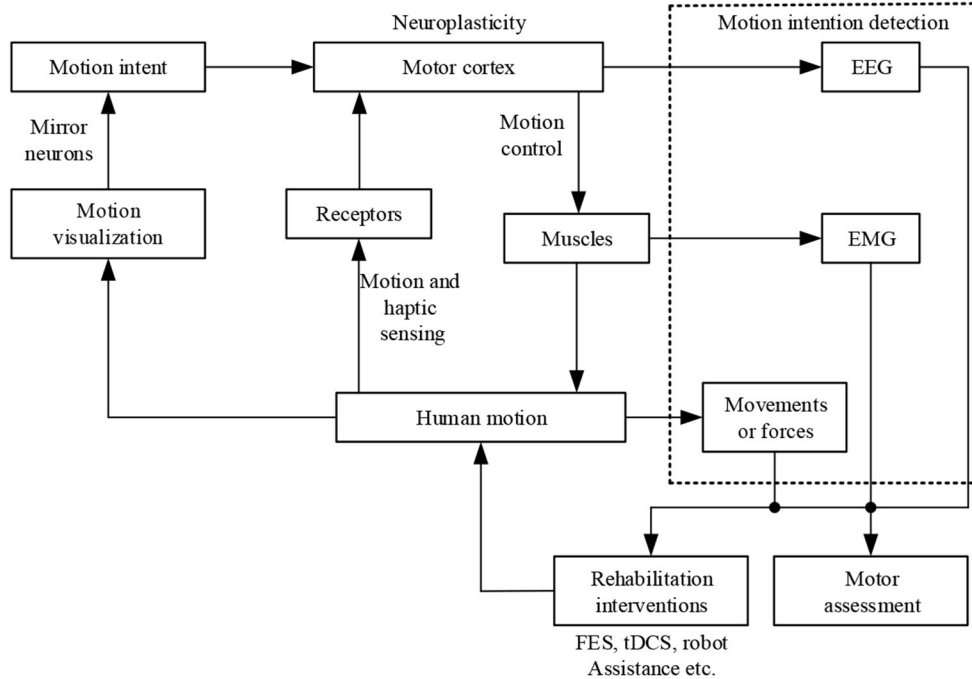 Neuroplasticity
Motion intention detection
Motion intent
Motor cortex
EEG
Mirror
neurons
Motion
control
Motion
visualization
Receptors
Muscles
EMG
Motion and
haptic
sensing
Human motion
Movements
or forces
Rehabilitation
interventions
Motor
assessment
FES, tDCS, robot
Assistance etc.